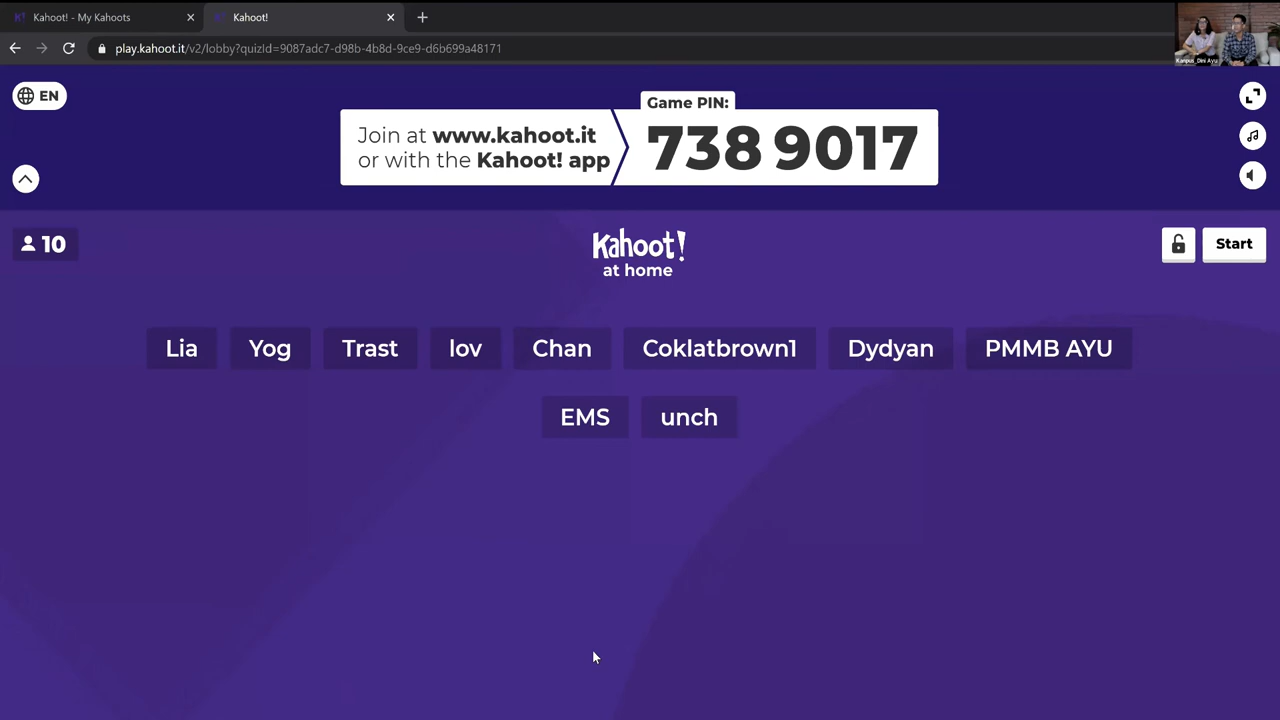 Kahoot! - My Kahoots
Kahoot!
play.kahoot.it/v2/lobby?quizId=9087adc7-d98b-4b8d-9ce9-d6b699a48171
Kanpus_Dini Ayu
EN
Game PIN:
Join at www.kahoot.it
or with the Kahoot! app
738 9017
10
Kahoot!
at home
Start
Lia Yog Trast lov Chan Coklatbrown1 Dydyan PMMB AYU
EMS unch